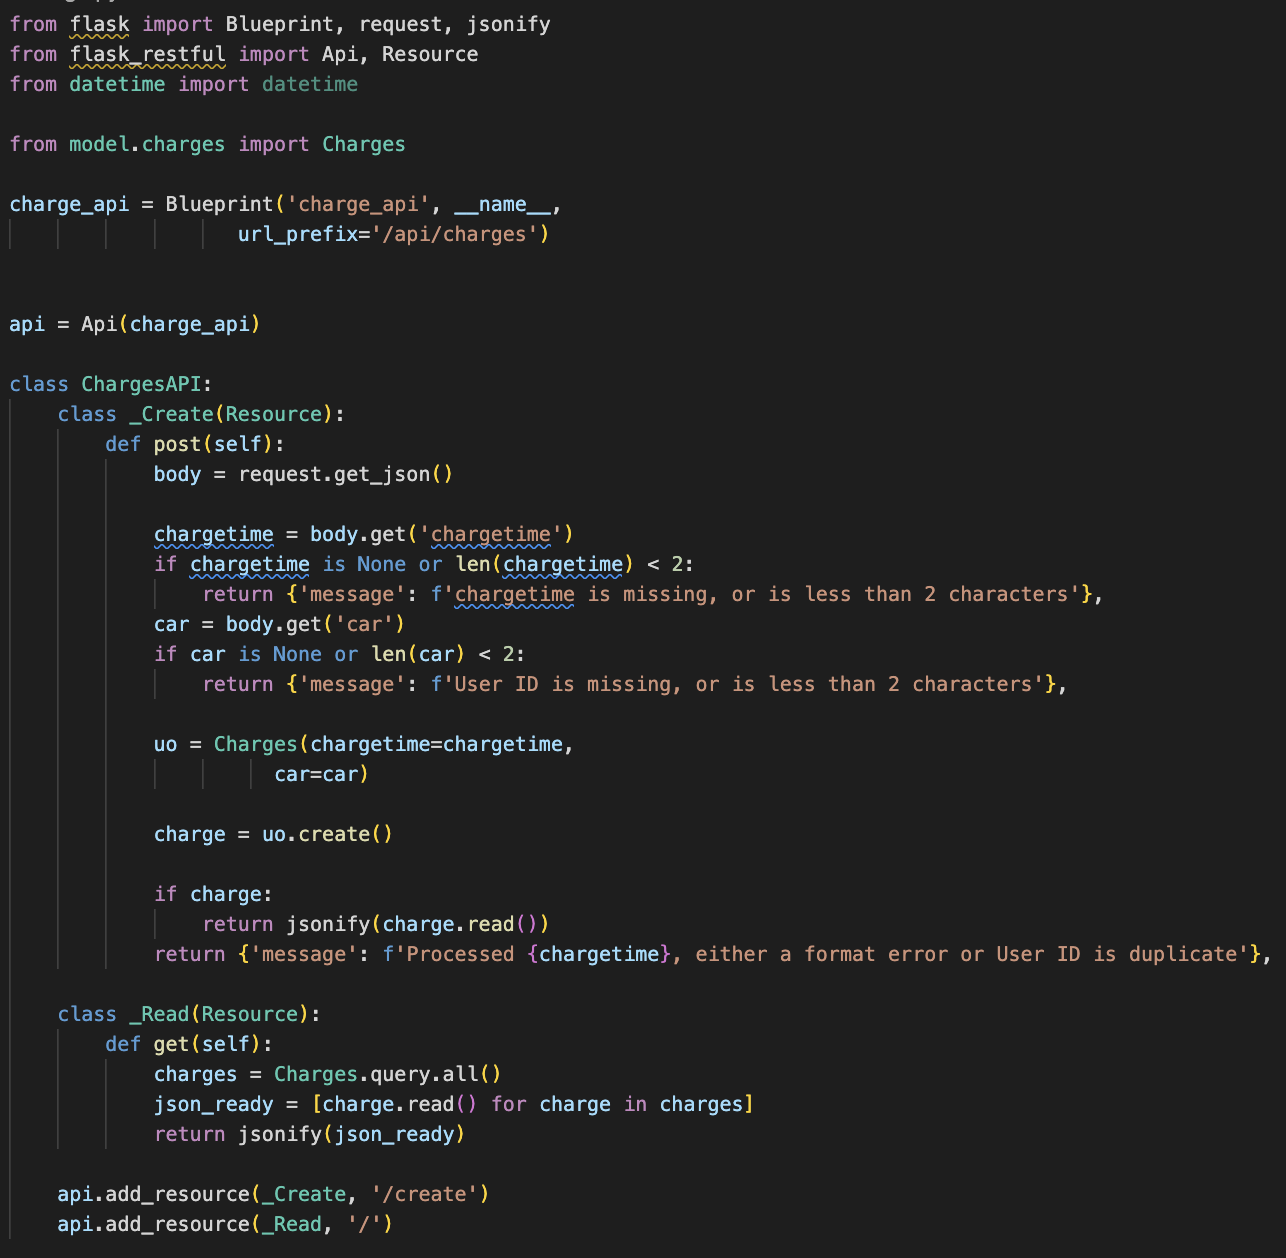 from flask import Blueprint, request, jsonify
from flask_restful import Api, Resource
from datetime import datetime

from model.charges import Charges

charge_api = Blueprint('charge_api', __name__,
                   url_prefix='/api/charges')


api = Api(charge_api)

class ChargesAPI:
    class _Create(Resource):
        def post(self):
            body = request.get_json()

            chargetime = body.get('chargetime')
            if chargetime is None or len(chargetime) < 2:
                return {'message': f'chargetime is missing, or is less than 2 characters'},
            car = body.get('car')
            if car is None or len(car) < 2:
                return {'message': f'User ID is missing, or is less than 2 characters'},

            uo = Charges(chargetime=chargetime,
                      car=car)

            charge = uo.create()

            if charge:
                return jsonify(charge.read())
            return {'message': f'Processed {chargetime}, either a format error or User ID is duplicate'},

    class _Read(Resource):
        def get(self):
            charges = Charges.query.all()
            json_ready = [charge.read() for charge in charges]
            return jsonify(json_ready)

    api.add_resource(_Create, '/create')
    api.add_resource(_Read, '/')